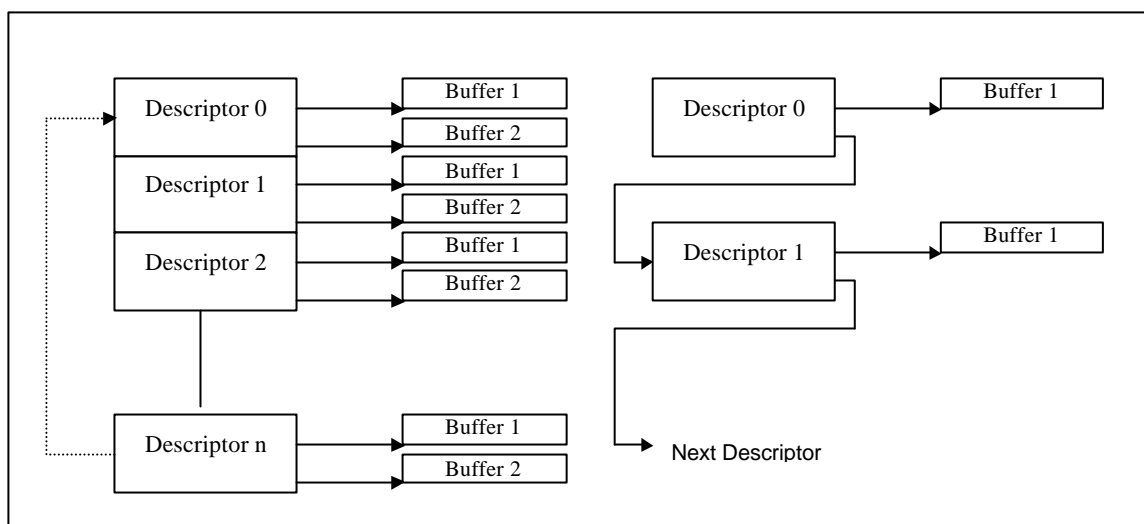 Descriptor 0
Buffer 1
Buffer 2
Descriptor 1
Buffer 1
Buffer 2
Descriptor 2
Buffer 1
Buffer 2
Descriptor n
Buffer 1
Buffer 2
Descriptor 0
Buffer 1
Descriptor 1
Buffer 1
Next Descriptor